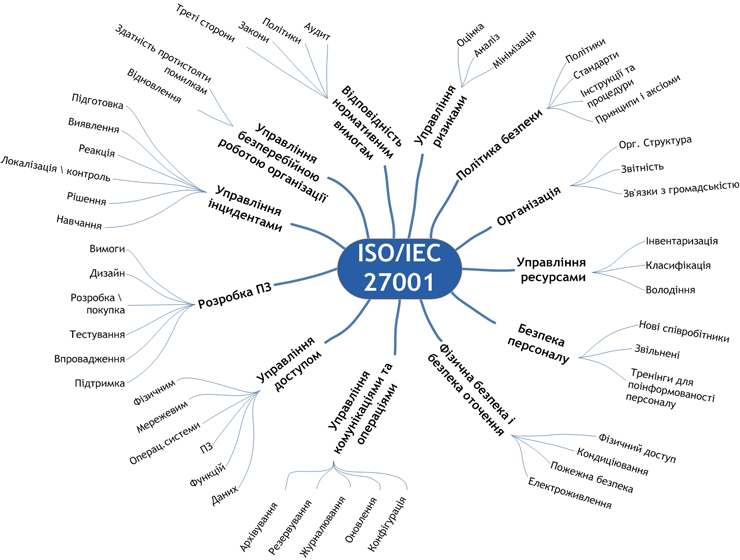 ISO/IEC
27001
Управління
ризиками
Оцінка
Аналіз
Мінімізація
Політика безпеки
Політики
Стандарти
Інструкції та
процедури
Принципи і аксіоми
Організація
Орг. Структура
Звітність
Зв'язки з громадськістю
Управління
ресурсами
Інвентаризація
Класифікація
Володіння
Безпека
персоналу
Нові співробітники
Звільнені
Тренінги для
поінформованості
персоналу
Фізична безпека і
безпека оточення
Фізичний доступ
Кондиціювання
Пожежна безпека
Електроживлення
Управління
комунікаціями та
операціями
Архівування
Резервування
Журналювання
Оновлення
Конфігурація
Управління
доступом
Фізичним
Мережевим
Операц.системи
ПЗ
Функцій
Даних
Розробка ПЗ
Вимоги
Дизайн
Розробка \
покупка
Тестування
Впровадження
Підтримка
Управління
інцидентами
Підготовка
Виявлення
Реакція
Локалізація \ контроль
Рішення
Навчання
Управління
безперебійною
роботою організації
Здатність протистояти
помилкам
Відновлення
Відповідність
нормативним
вимогам
Треті сторони
Закони
Політики
Аудит